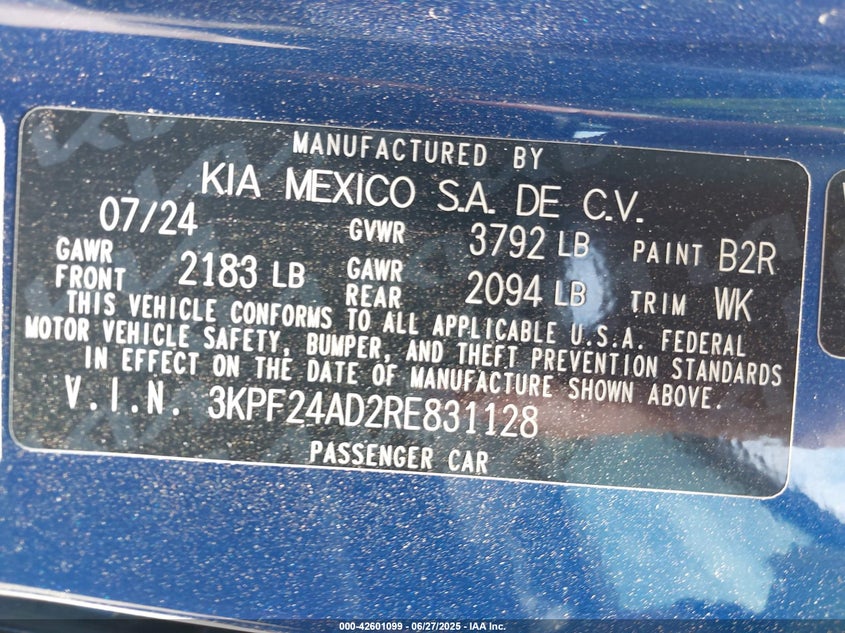 MANUFACTURED BY
KIA MEXICO S.A. DE C.V.
07/24 GVWR 3792 LB PAINT B2R
GAWR FRONT 2183 LB GAWR REAR 2094 LB TRIM WK
THIS VEHICLE CONFORMS TO ALL APPLICABLE U.S.A. FEDERAL
MOTOR VEHICLE SAFETY, BUMPER, AND THEFT PREVENTION STANDARDS
IN EFFECT ON THE DATE OF MANUFACTURE SHOWN ABOVE.
V.I.N. 3KPF24AD2RE831128
PASSENGER CAR
000-42601099 - 06/27/2025 - IAA Inc.